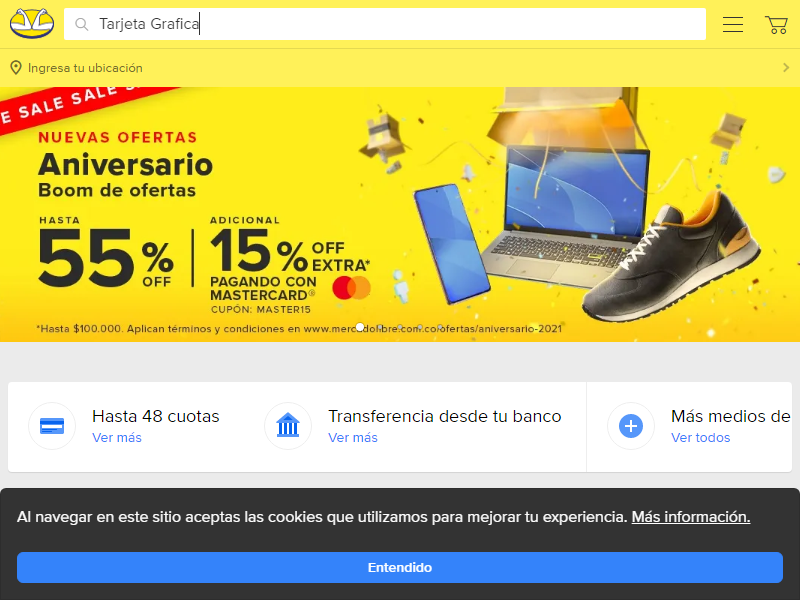 Tarjeta Grafica
Ingresa tu ubicación
E SALE SALE S
NUEVAS OFERTAS
Aniversario
Boom de ofertas
HASTA
55%
OFF
ADICIONAL
15% OFF
EXTRA*
PAGANDO CON
MASTERCARD®
CUPÓN: MASTER15
*Hasta $100.000. Aplican términos y condiciones en www.mercadolibre.com.co/ofertas/aniversario-2021
Hasta 48 cuotas
Ver más
Transferencia desde tu banco
Ver más
Más medios de
Ver todos
Al navegar en este sitio aceptas las cookies que utilizamos para mejorar tu experiencia. Más información.
Entendido